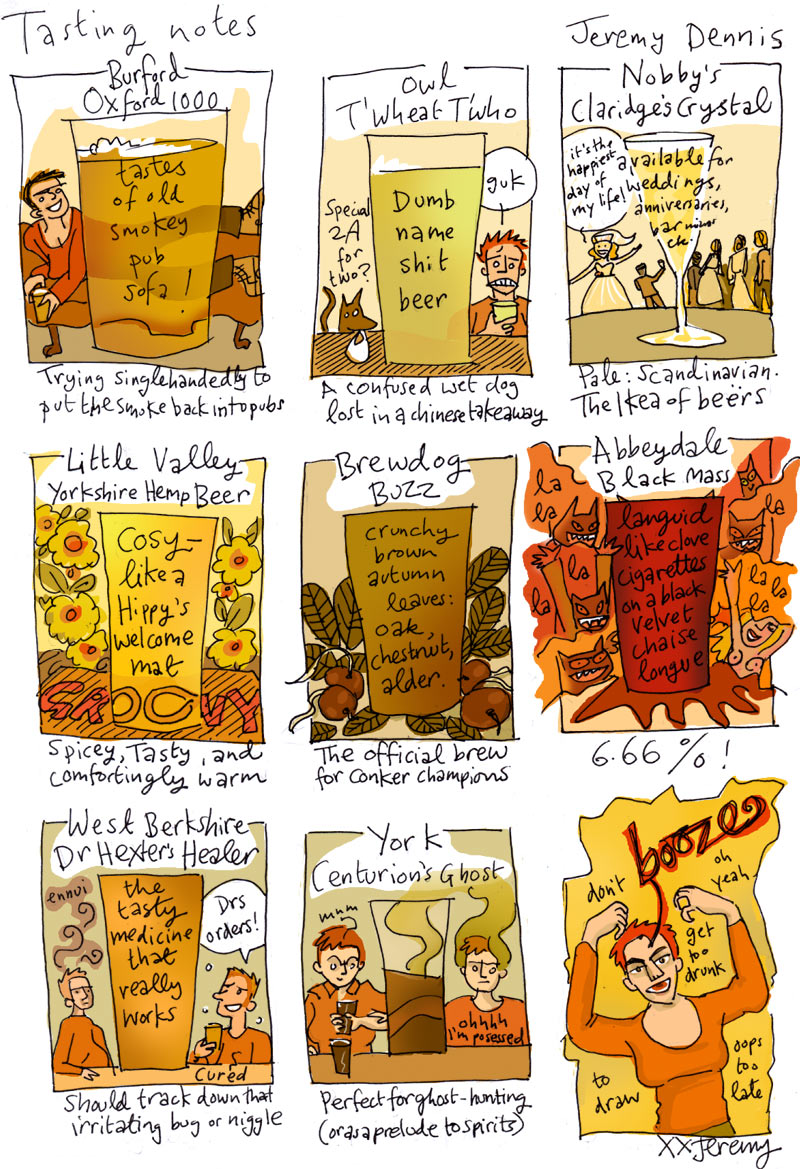 Tasting notes
Jeremy Dennis
Burford
Oxford 1000
tastes
of old
smokey
pub
sofa!
Trying singlehandedly to
put the smoke back into pubs
Owl
T'wheat T'who
Special
2A
for
two?
Dumb
name
shit
beer
guk
A confused wet dog
lost in a chinese takeaway
Nobby's
Claridge's Crystal
it's the
happiest
day of
my life!
available for
weddings,
anniversaries,
bar
Pale: Scandinavian.
The Ikea of beërs
Little Valley
Yorkshire Hemp Beer
Cosy-
like a
Hippy's
welcome
mat
GROOVY
Spicey, Tasty, and
comfortingly warm
Brewdog
Buzz
crunchy
brown
autumn
leaves:
oak,
chestnut,
alder.
The official brew
for conker champions
Abbeydale
Black Mass
la
la
la
la
la
la
la
la
languid
like clove
cigarettes
on a black
velvet
chaise
longue
6.66%!
West Berkshire
Dr Hexter's Healer
ennui
the
tasty
medicine
that
really
works
Drs
orders!
Cured
Should track down that
irritating bug or niggle
York
Centurion's Ghost
mnm
ohhhh
I'm posessed
Perfect for ghost-hunting
(or as a prelude to spirits)
booze
don't
oh
yeah
get
too
drunk
to
draw
oops
too
late
XX Jeremy